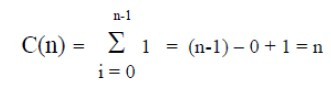 n-1
C(n) = Σ 1 = (n-1) – 0 + 1 = n
i = 0